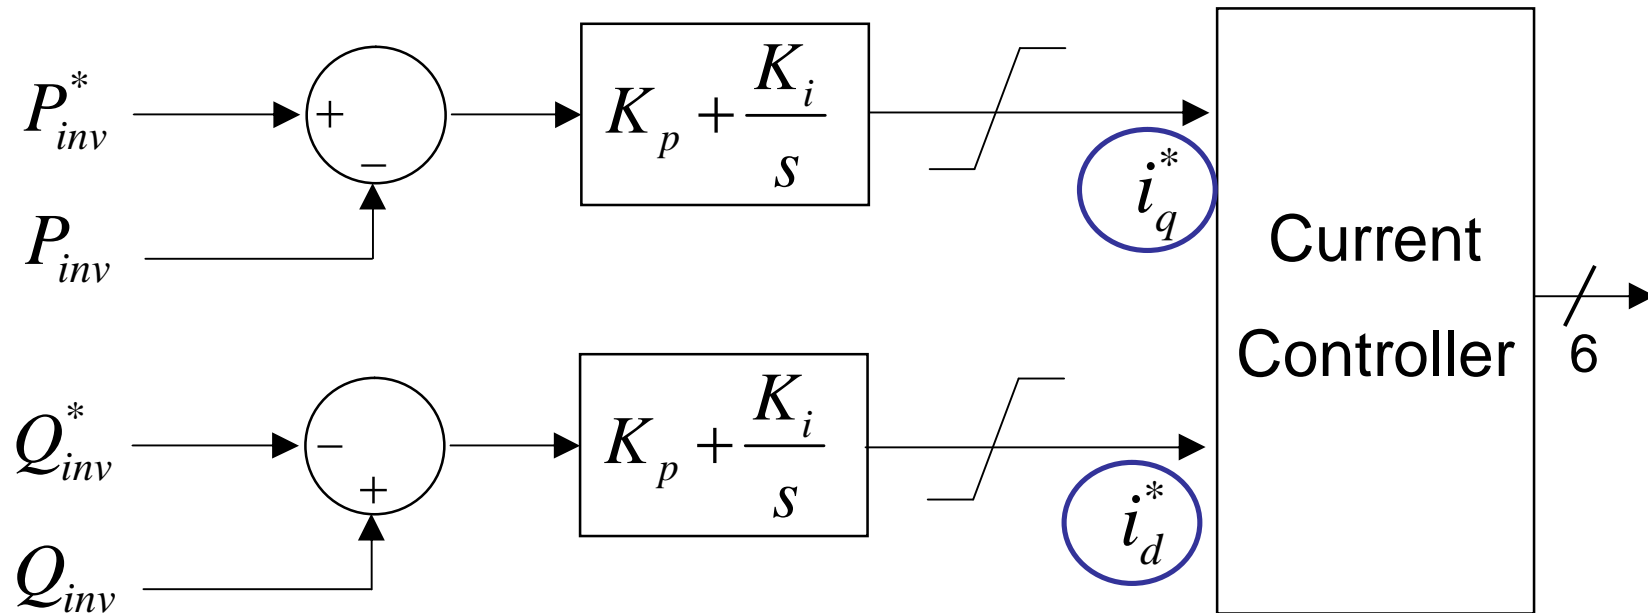 P*inv
+
−
Pinv
Kp + Ki/s
i*q
Q*inv
−
+
Qinv
Kp + Ki/s
i*d
Current
Controller
6